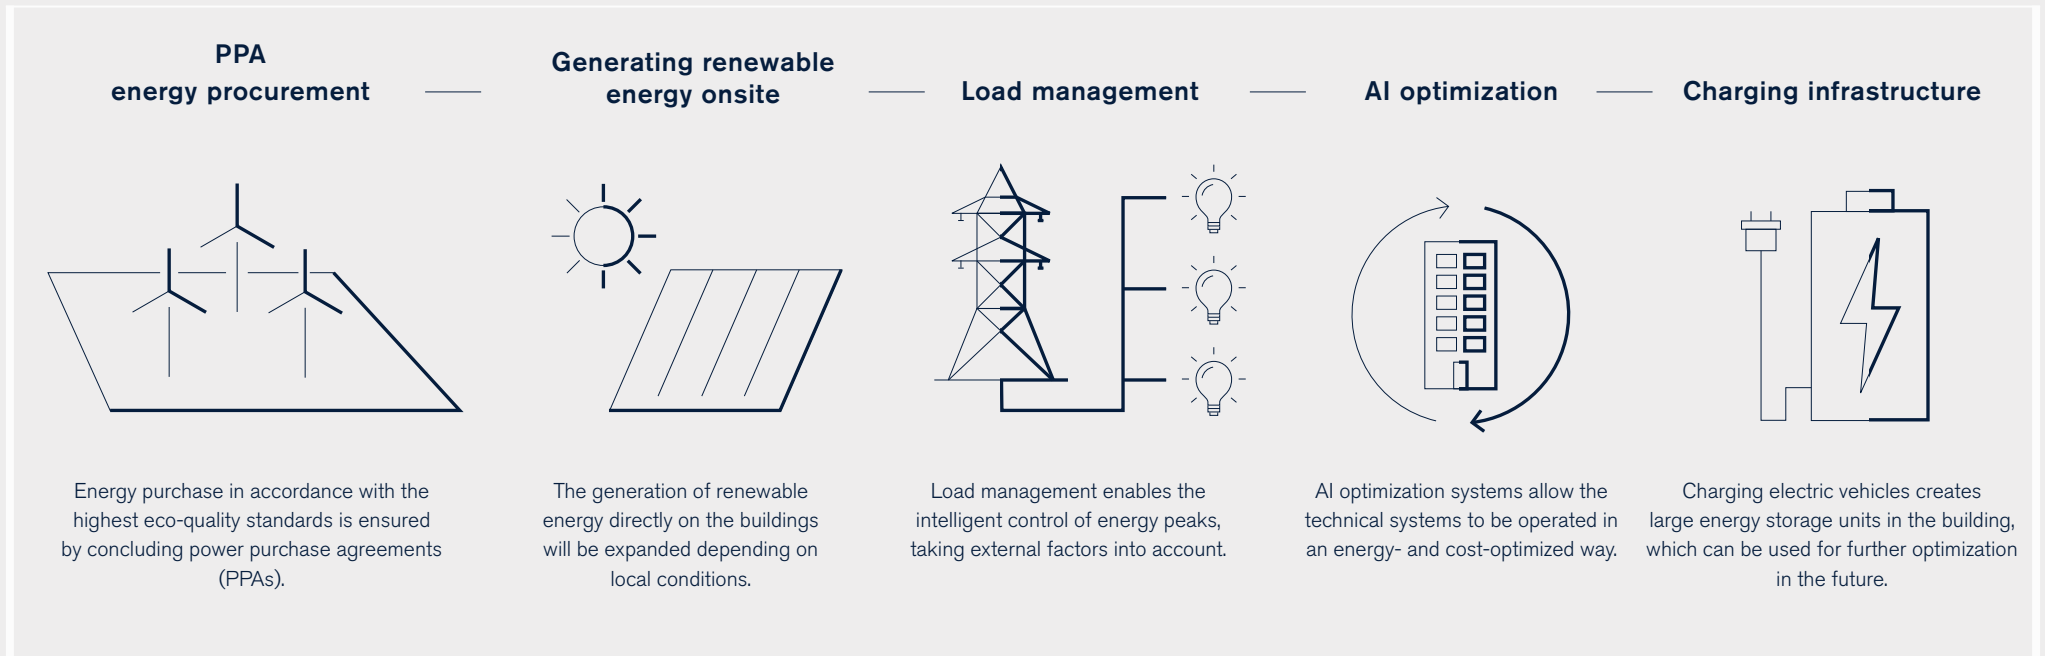 PPA
energy procurement
Generating renewable
energy onsite
Load management
AI optimization
Charging infrastructure
Energy purchase in accordance with the
highest eco-quality standards is ensured
by concluding power purchase agreements
(PPAs).
The generation of renewable
energy directly on the buildings
will be expanded depending on
local conditions.
Load management enables the
intelligent control of energy peaks,
taking external factors into account.
AI optimization systems allow the
technical systems to be operated in
an energy- and cost-optimized way.
Charging electric vehicles creates
large energy storage units in the building,
which can be used for further optimization
in the future.